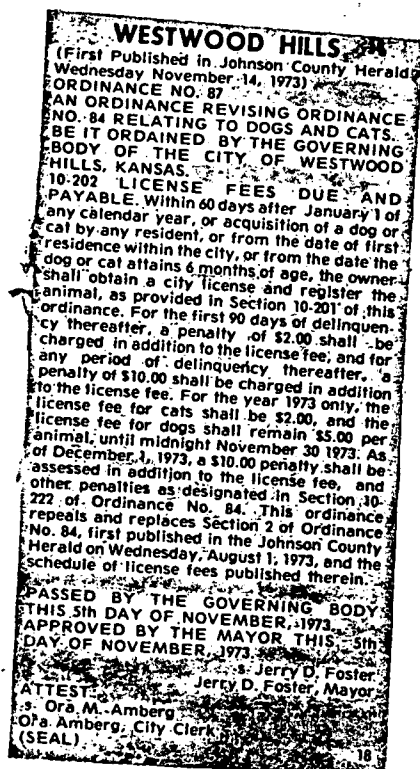 WESTWOOD HILLS
(First Published in Johnson County Herald
Wednesday November 14, 1973)
ORDINANCE NO. 87
AN ORDINANCE REVISING ORDINANCE
NO. 84 RELATING TO DOGS AND CATS.
BE IT ORDAINED BY THE GOVERNING
BODY OF THE CITY OF WESTWOOD
HILLS, KANSAS.
10-202 LICENSE FEES DUE AND
PAYABLE. Within 60 days after January 1 of
any calendar year, or acquisition of a dog or
cat by any resident, or from the date of first
residence within the city, or from the date the
dog or cat attains 6 months of age, the owner
shall obtain a city license and register the
animal, as provided in Section 10-201 of this
ordinance. For the first 90 days of delinquen-
cy thereafter, a penalty of $2.00 shall be
charged in addition to the license fee, and for
any period of delinquency thereafter, a
penalty of $10.00 shall be charged in addition
to the license fee. For the year 1973 only, the
license fee for cats shall be $2.00, and the
license fee for dogs shall remain $5.00 per
animal, until midnight November 30 1973. As
of December 1, 1973, a $10.00 penalty shall be
assessed in addition to the license fee, and
other penalties as designated in Section 10-
222 of Ordinance No. 84. This ordinance
repeals and replaces Section 2 of Ordinance
No. 84, first published in the Johnson County
Herald on Wednesday, August 1, 1973, and the
schedule of license fees published therein.
PASSED BY THE GOVERNING BODY
THIS 5th DAY OF NOVEMBER, 1973.
APPROVED BY THE MAYOR THIS 5th
DAY OF NOVEMBER, 1973.
s Jerry D. Foster
Jerry D. Foster, Mayor
ATTEST
s Ora M. Amberg
Ora Amberg, City Clerk
(SEAL)
18